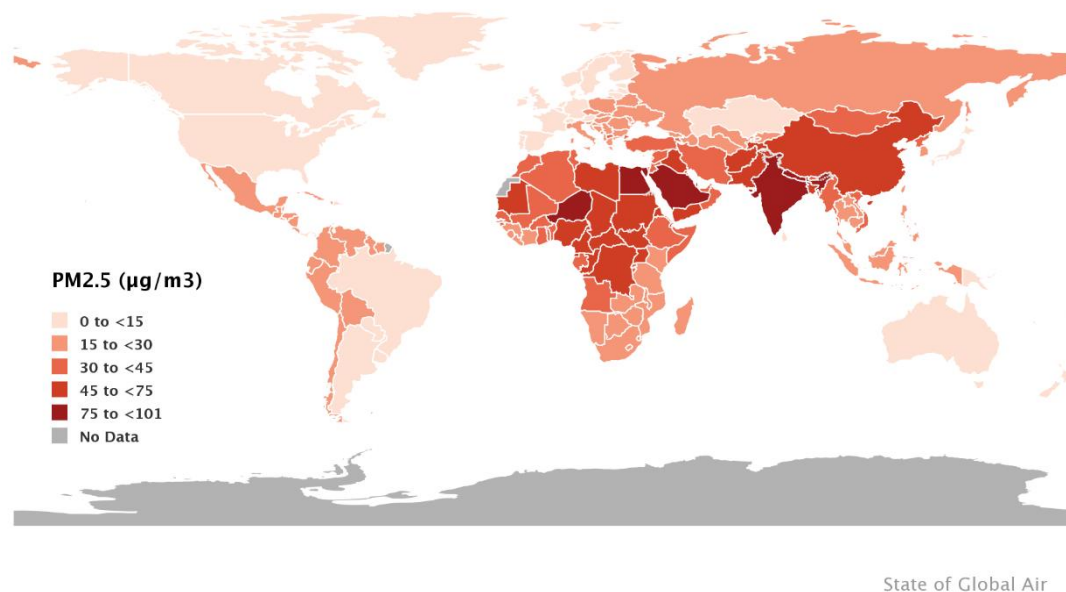 PM2.5 (µg/m3)
0 to <15
15 to <30
30 to <45
45 to <75
75 to <101
No Data
State of Global Air